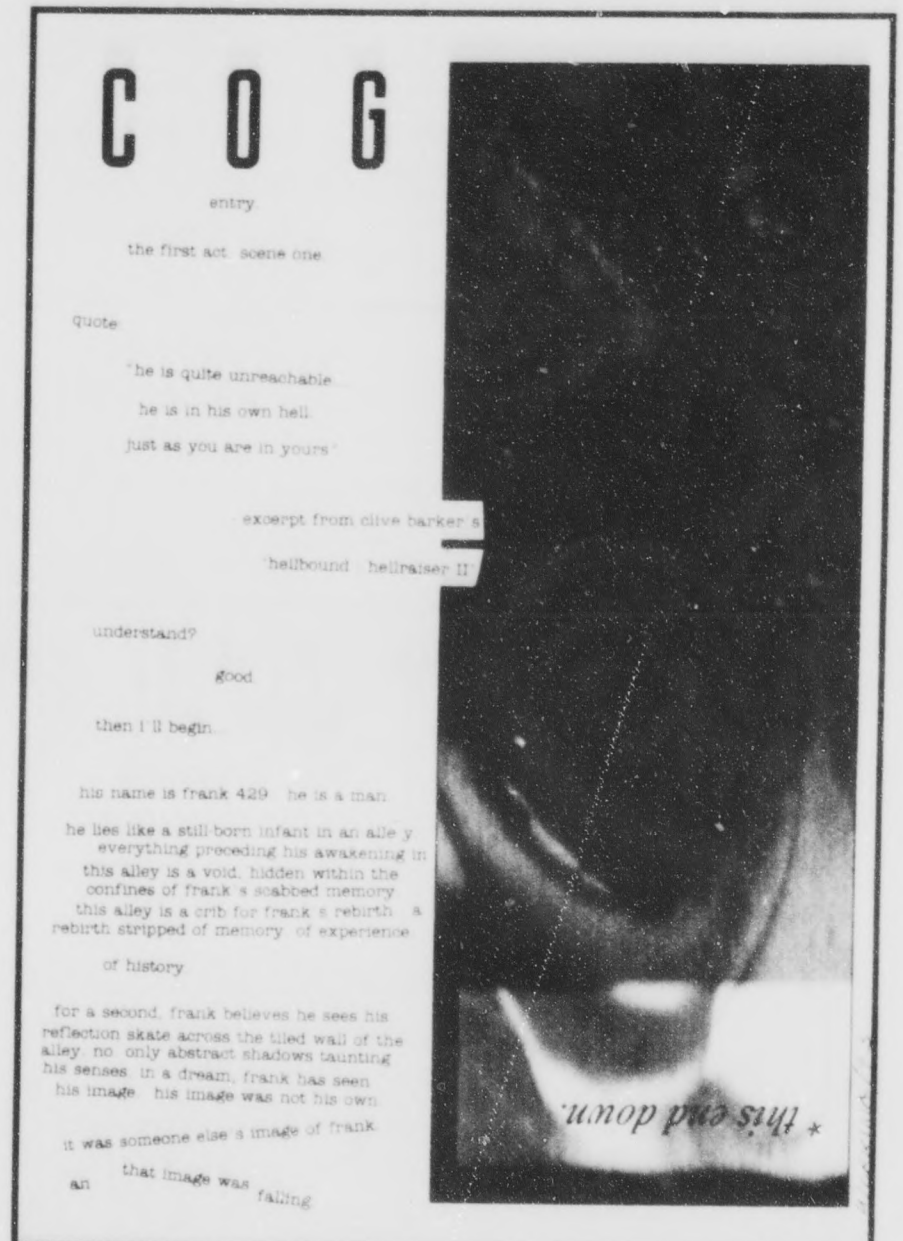 C O G
entry.
the first act. scene one.
quote:
"he is quite unreachable.
he is in his own hell.
just as you are in yours"
excerpt from clive barker's
"hellbound: hellraiser II"
understand?
good.
then i'll begin...
his name is frank 429. he is a man.
he lies like a still-born infant in an alle y.
everything preceding his awakening in
this alley is a void, hidden within the
confines of frank's scabbed memory.
this alley is a crib for frank's rebirth. a
rebirth stripped of memory. of experience.
of history.
for a second, frank believes he sees his
reflection skate across the tiled wall of the
alley. no. only abstract shadows taunting
his senses. in a dream, frank has seen
his image. his image was not his own.
it was someone else's image of frank.
an
that image was
falling.
* this end down.